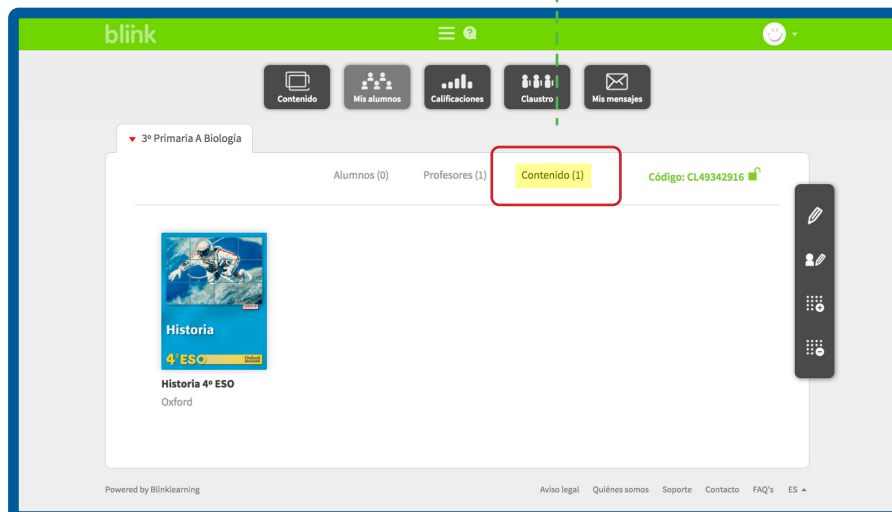 blink
Contenido
Mis alumnos
Calificaciones
Claustro
Mis mensajes
3º Primaria A Biología
Alumnos (0)
Profesores (1)
Contenido (1)
Código: CL49342916
Historia
4º ESO
Oxford
Historia 4º ESO
Oxford
Powered by Blinklearning
Aviso legal
Quiénes somos
Soporte
Contacto
FAQ's
ES